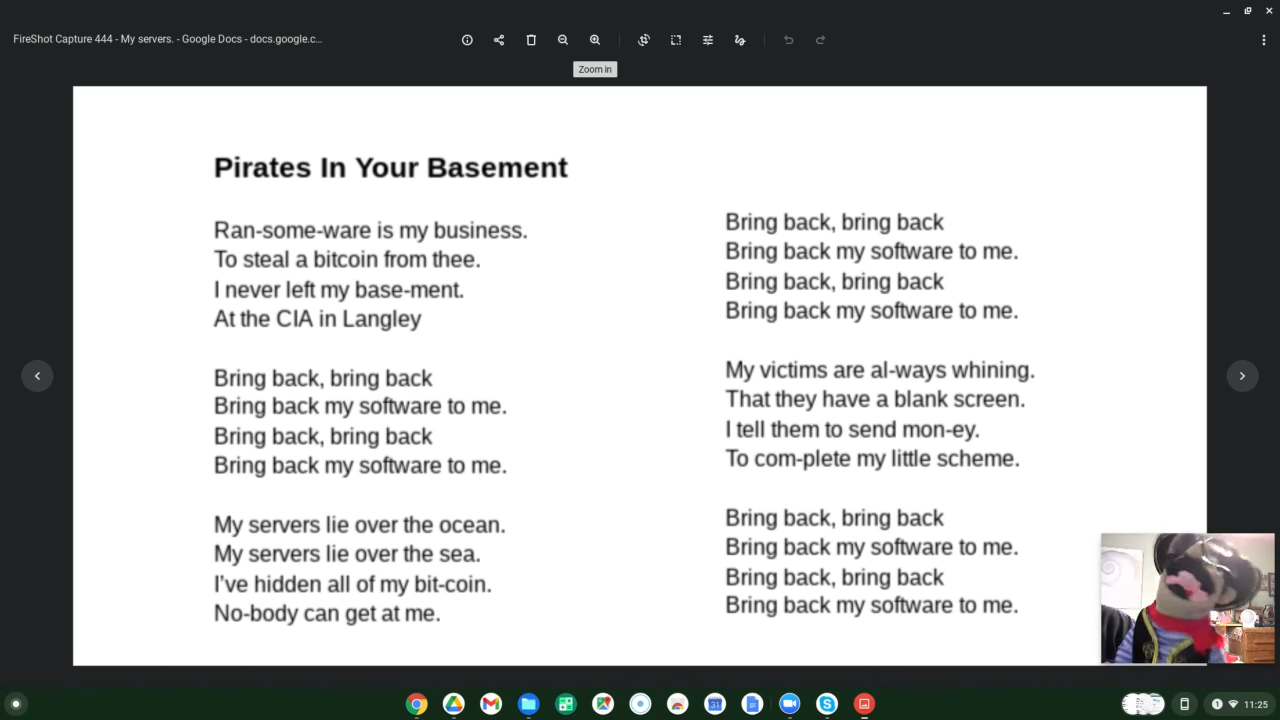 FireShot Capture 444 - My servers. - Google Docs - docs.google.c...
Zoom in
Pirates In Your Basement
Ran-some-ware is my business.
To steal a bitcoin from thee.
I never left my base-ment.
At the CIA in Langley
Bring back, bring back
Bring back my software to me.
Bring back, bring back
Bring back my software to me.
My servers lie over the ocean.
My servers lie over the sea.
I've hidden all of my bit-coin.
No-body can get at me.
Bring back, bring back
Bring back my software to me.
Bring back, bring back
Bring back my software to me.
My victims are al-ways whining.
That they have a blank screen.
I tell them to send mon-ey.
To com-plete my little scheme.
Bring back, bring back
Bring back my software to me.
Bring back, bring back
Bring back my software to me.
31
1
11:25